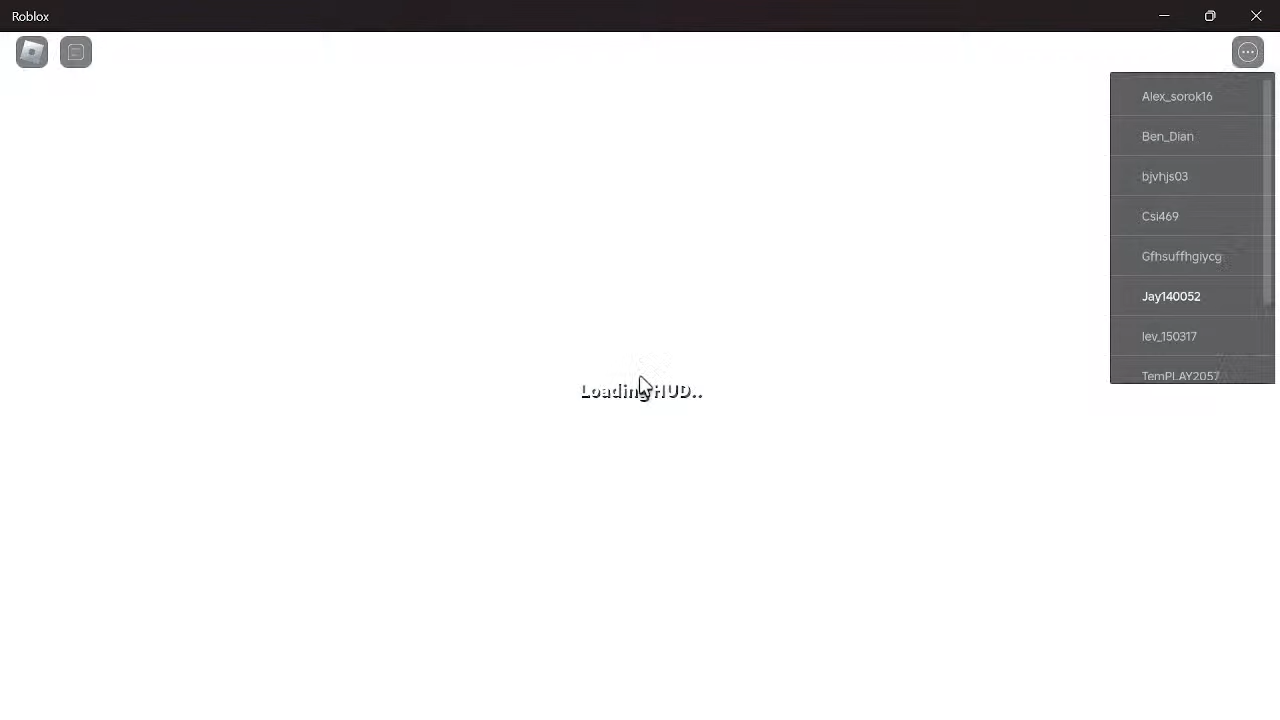 Roblox
Alex_sorok16
Ben_Dian
bjvhjs03
Csi469
Gfhsuffhgiycg
Jay140052
lev_150317
TemPLAY2057
Loading HUD..